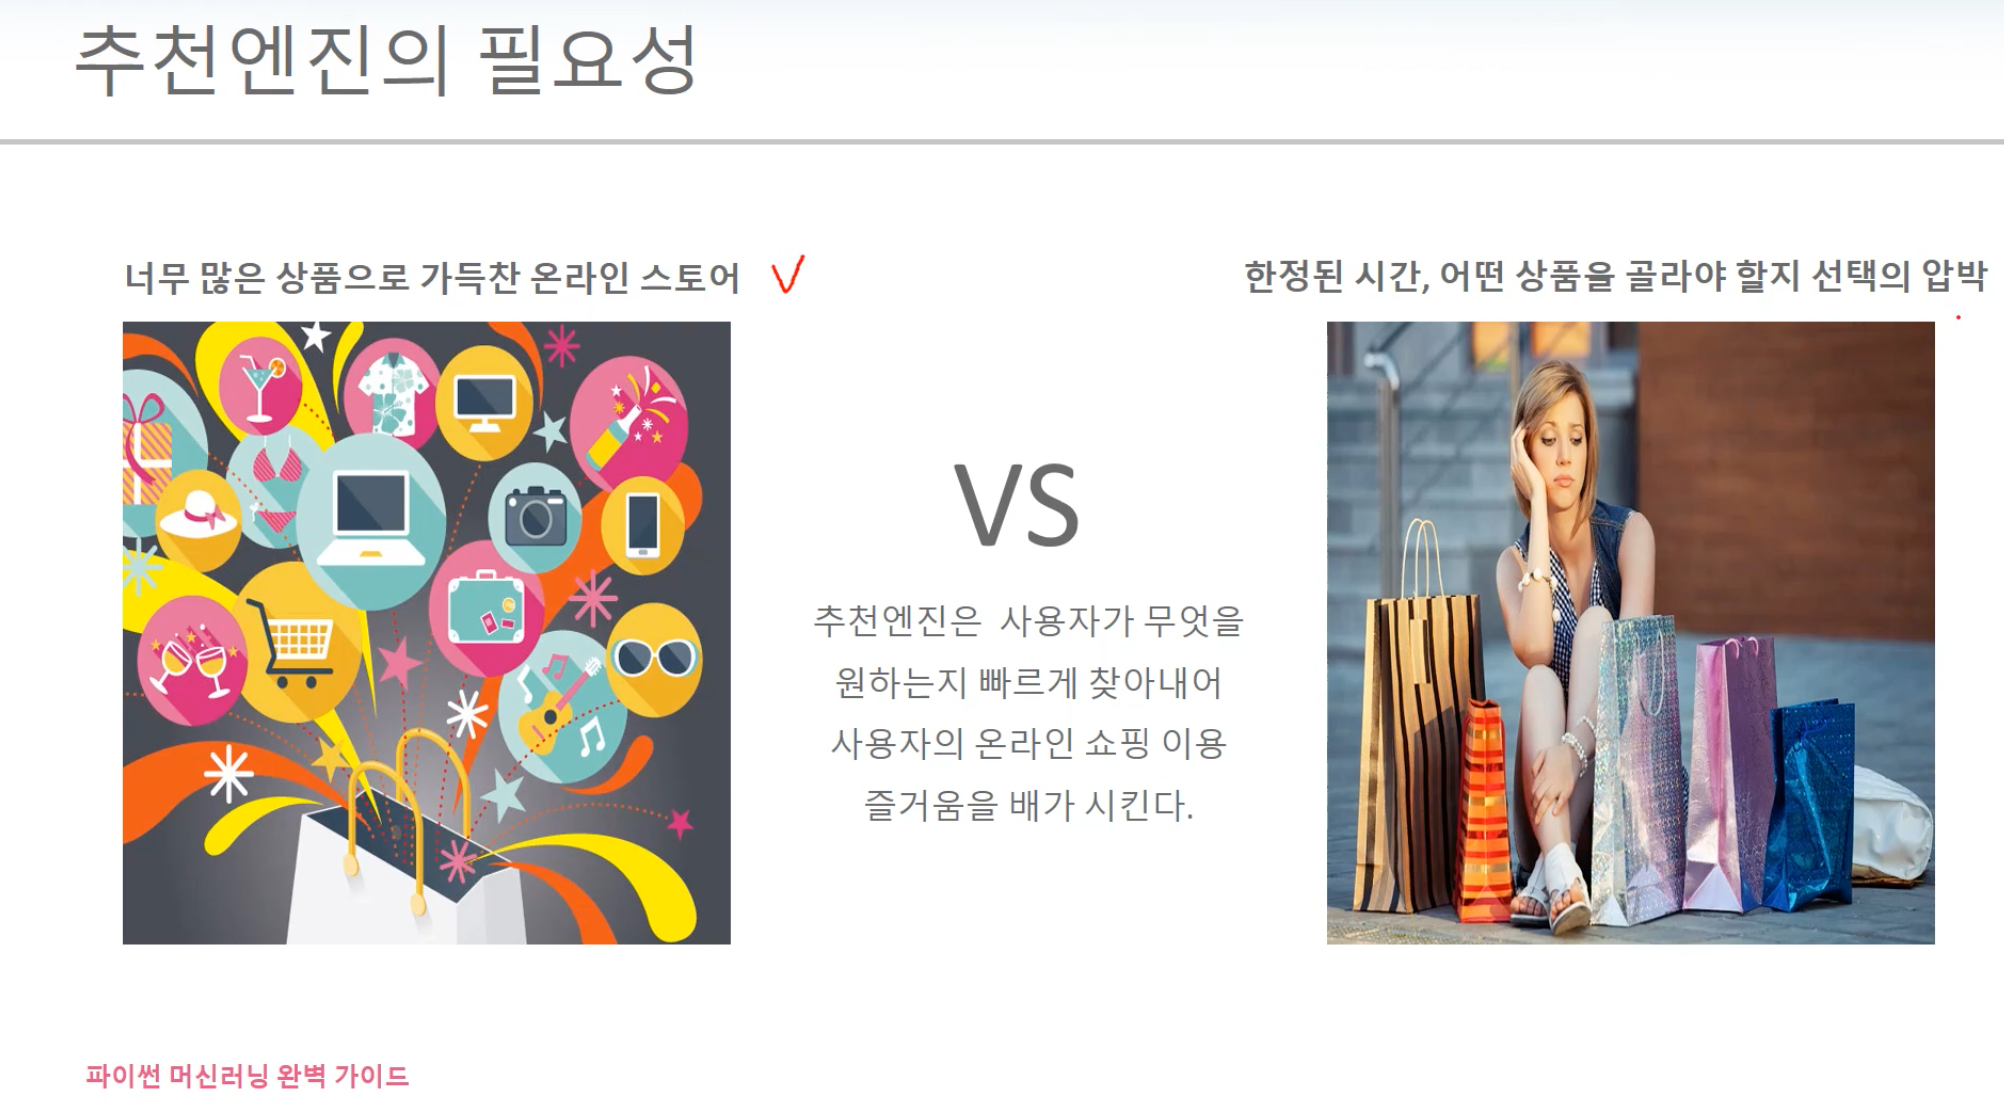 추천엔진의 필요성
너무 많은 상품으로 가득찬 온라인 스토어
한정된 시간, 어떤 상품을 골라야 할지 선택의 압박
VS
추천엔진은 사용자가 무엇을
원하는지 빠르게 찾아내어
사용자의 온라인 쇼핑 이용
즐거움을 배가 시킨다.
파이썬 머신러닝 완벽 가이드